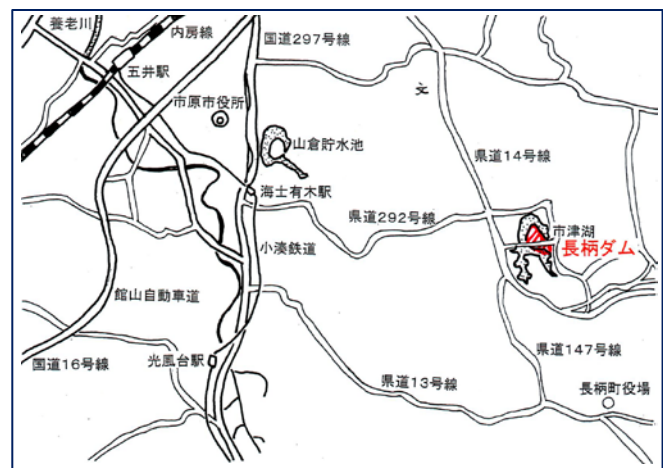 養老川
内房線
国道297号線
五井駅
市原市役所
文
山倉貯水池
県道14号線
海士有木駅
県道292号線
市津湖
小湊鉄道
長柄ダム
館山自動車道
国道16号線
光風台駅
県道147号線
県道13号線
長柄町役場